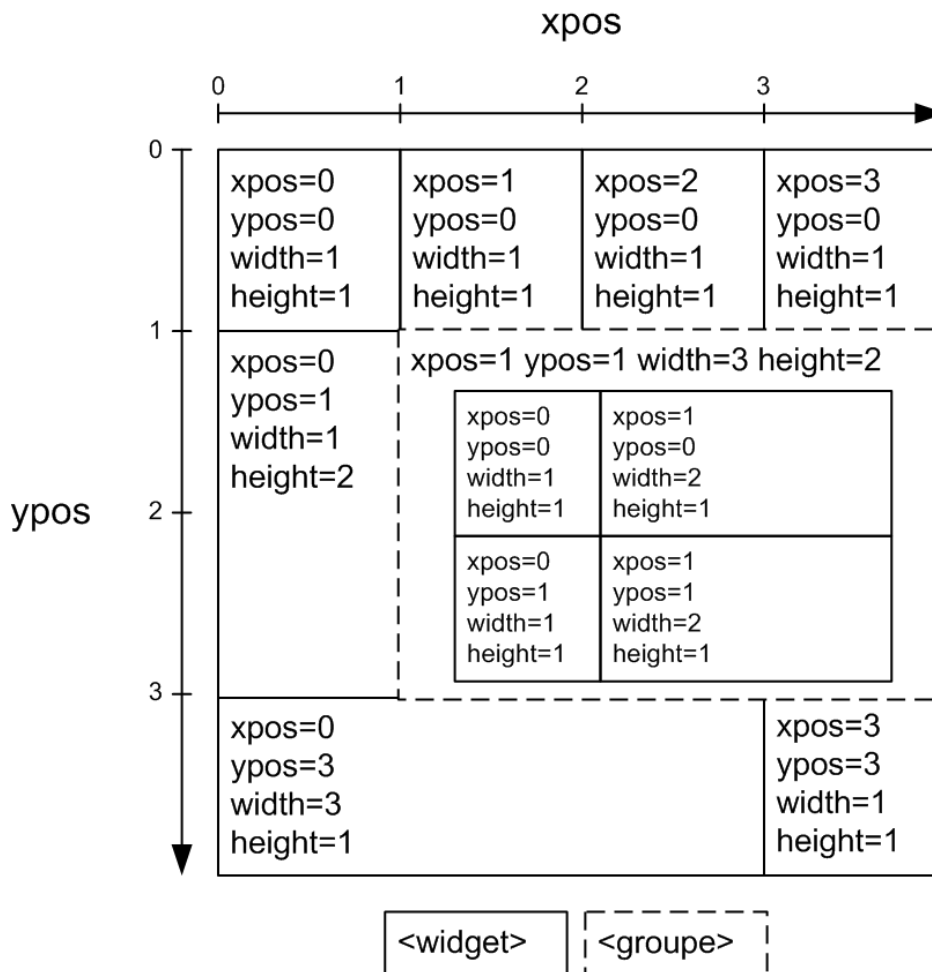 xpos
0 1 2 3
0
xpos=0 xpos=1 xpos=2 xpos=3
ypos=0 ypos=0 ypos=0 ypos=0
width=1 width=1 width=1 width=1
height=1 height=1 height=1 height=1
1
xpos=0
ypos=1
width=1
height=2
xpos=1 ypos=1 width=3 height=2
xpos=0 xpos=1
ypos=0 ypos=0
width=1 width=2
height=1 height=1
ypos
2
xpos=0 xpos=1
ypos=1 ypos=1
width=1 width=2
height=1 height=1
3
xpos=0 xpos=3
ypos=3 ypos=3
width=3 width=1
height=1 height=1
<widget> <groupe>